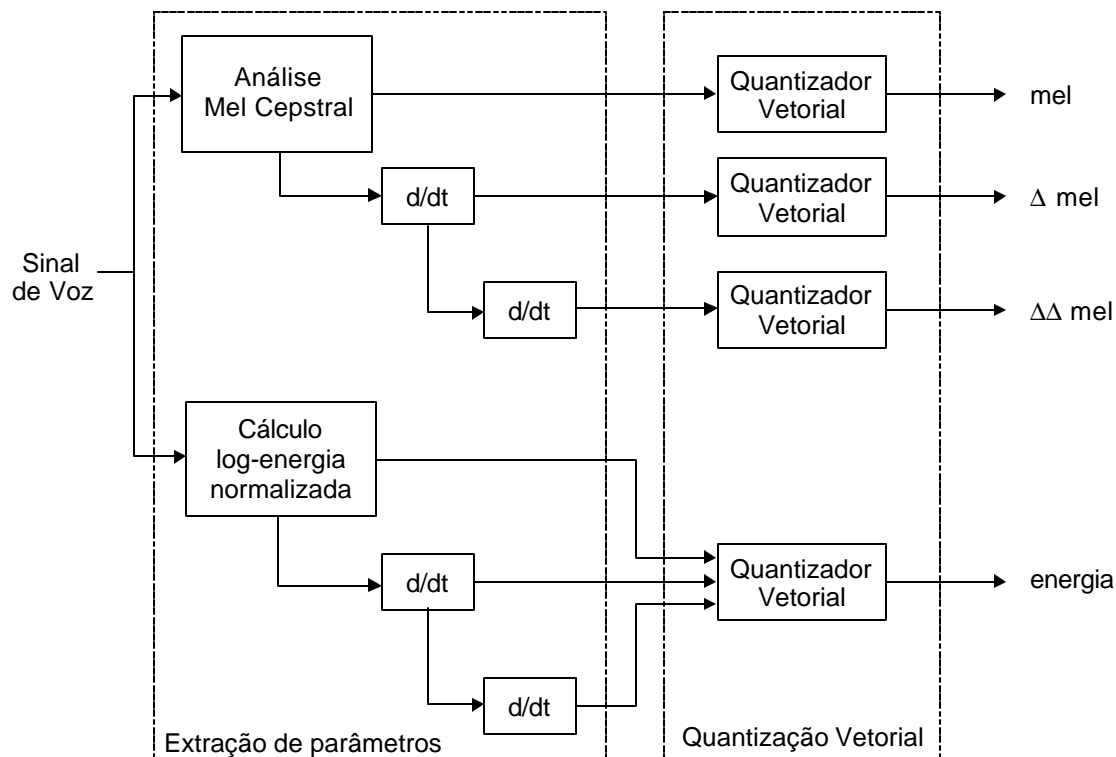 Análise
Mel Cepstral
Quantizador
Vetorial
mel
d/dt
Quantizador
Vetorial
Δ mel
Sinal
de Voz
d/dt
Quantizador
Vetorial
ΔΔ mel
Cálculo
log-energia
normalizada
d/dt
Quantizador
Vetorial
energia
d/dt
Extração de parâmetros
Quantização Vetorial